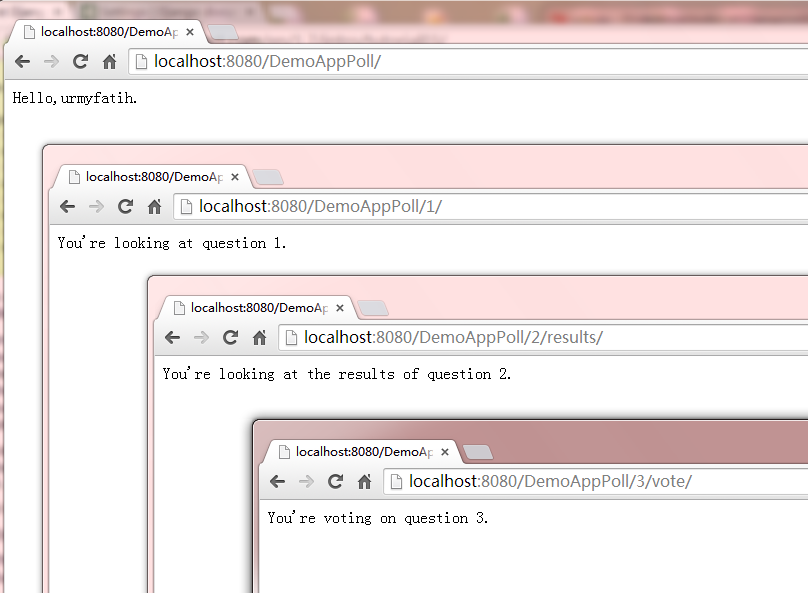 localhost:8080/DemoAp
localhost:8080/DemoAppPoll/
Hello,urmyfatih.
localhost:8080/DemoAp
localhost:8080/DemoAppPoll/1/
You're looking at question 1.
localhost:8080/DemoAp
localhost:8080/DemoAppPoll/2/results/
You're looking at the results of question 2.
localhost:8080/DemoAp
localhost:8080/DemoAppPoll/3/vote/
You're voting on question 3.